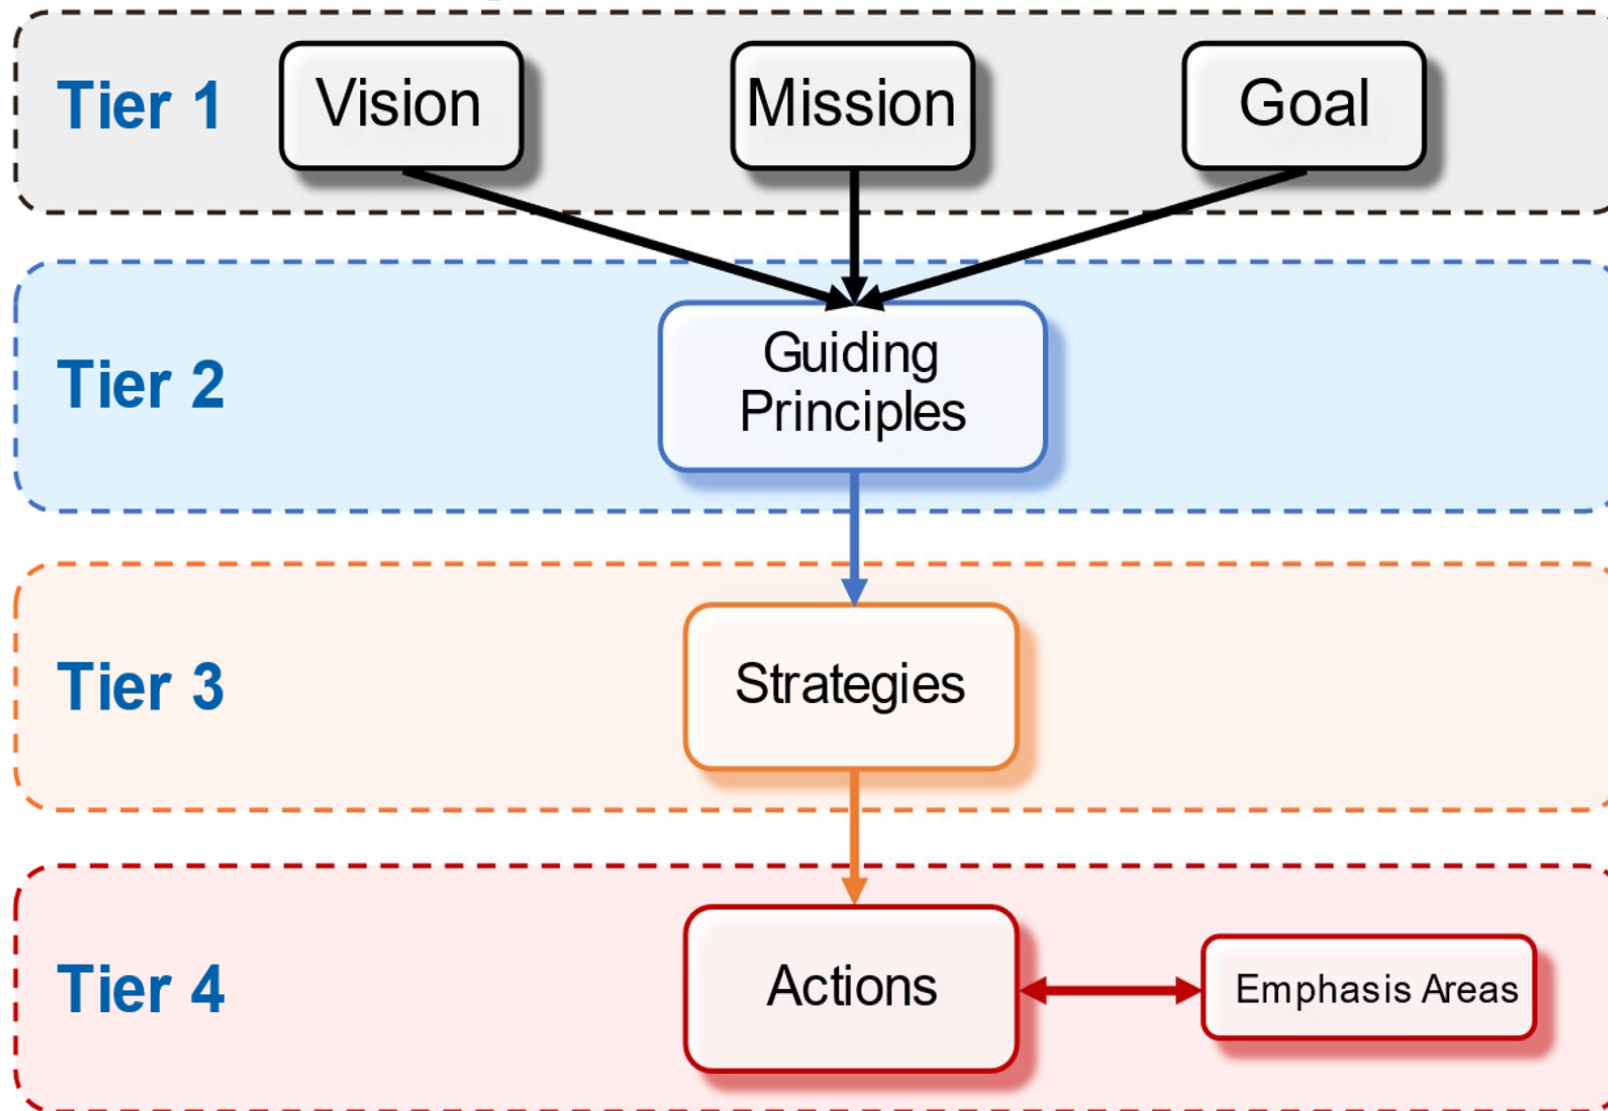 Tier 1
Vision
Mission
Goal
Tier 2
Guiding
Principles
Tier 3
Strategies
Tier 4
Actions
Emphasis Areas